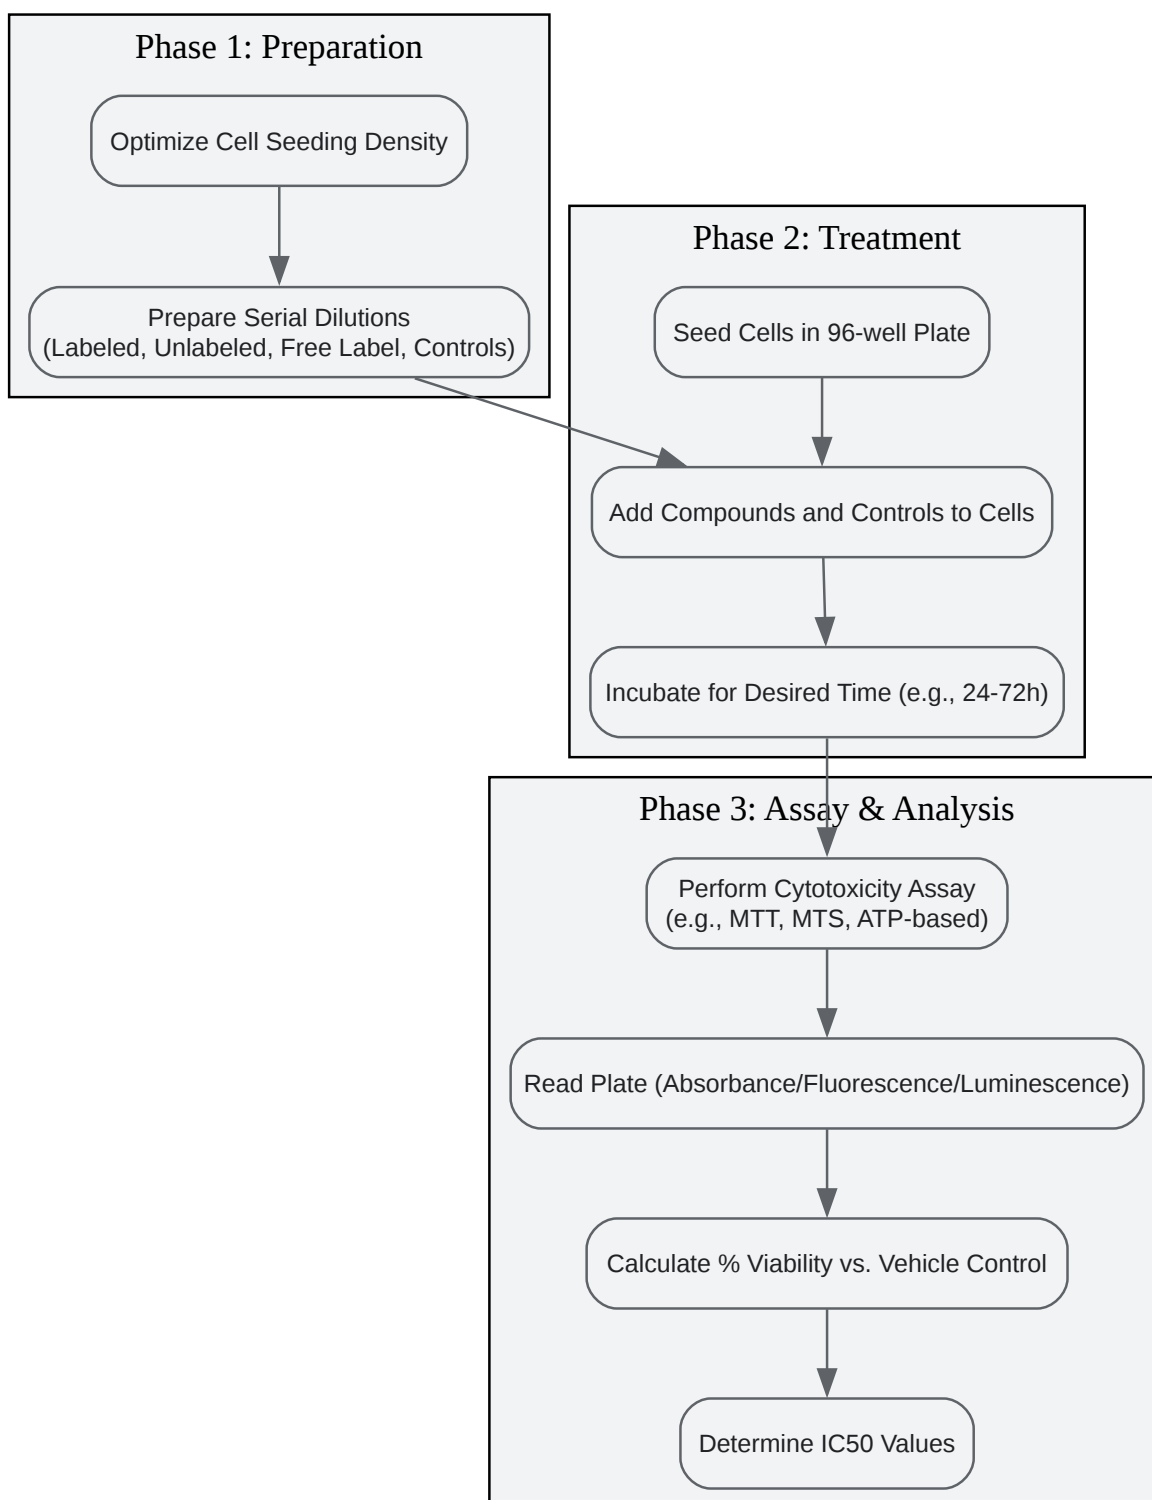 Phase 1: Preparation
Optimize Cell Seeding Density
Prepare Serial Dilutions
(Labeled, Unlabeled, Free Label, Controls)
Phase 2: Treatment
Seed Cells in 96-well Plate
Add Compounds and Controls to Cells
Incubate for Desired Time (e.g., 24-72h)
Phase 3: Assay & Analysis
Perform Cytotoxicity Assay
(e.g., MTT, MTS, ATP-based)
Read Plate (Absorbance/Fluorescence/Luminescence)
Calculate % Viability vs. Vehicle Control
Determine IC50 Values